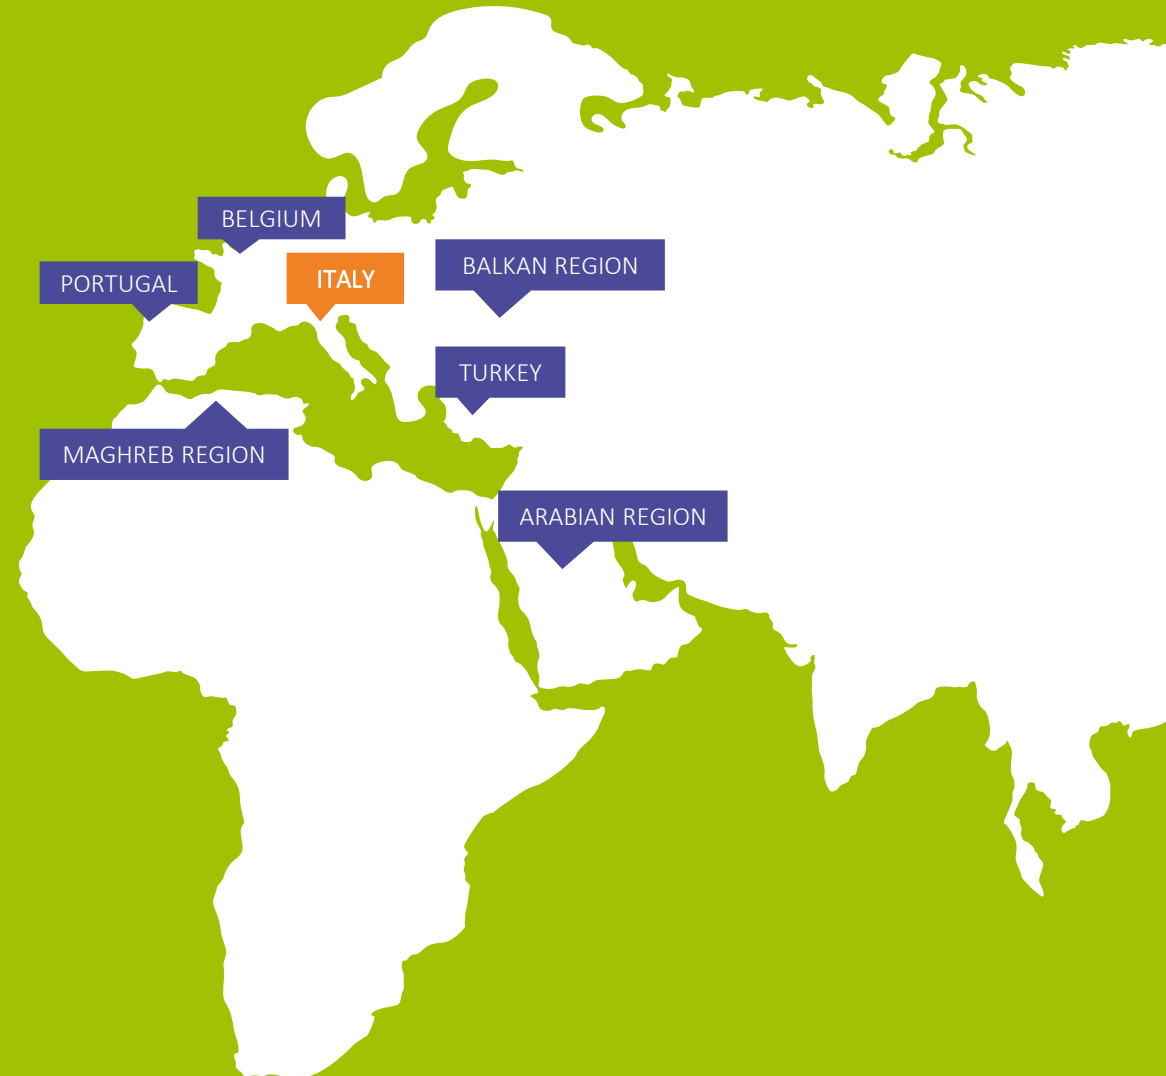 BELGIUM
BALKAN REGION
PORTUGAL
ITALY
TURKEY
MAGHREB REGION
ARABIAN REGION